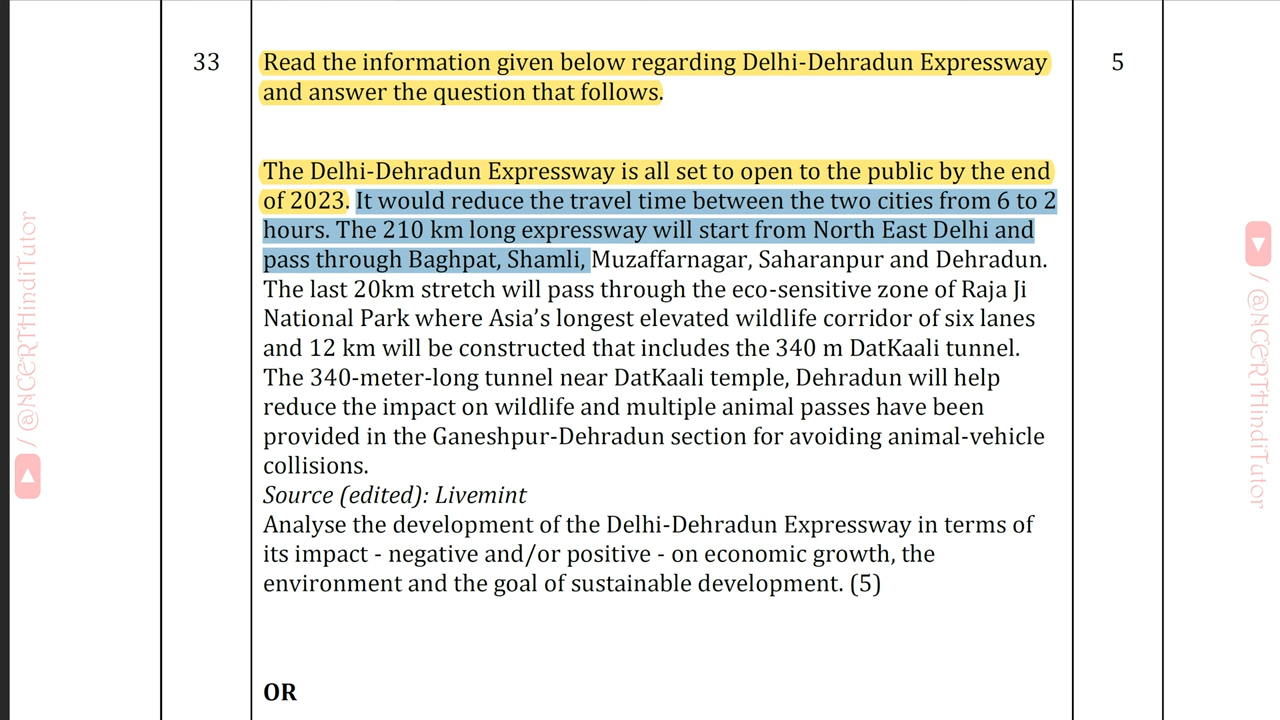 33
Read the information given below regarding Delhi-Dehradun Expressway
5
and answer the question that follows.
The Delhi-Dehradun Expressway is all set to open to the public by the end
of 2023. It would reduce the travel time between the two cities from 6 to 2
hours. The 210 km long expressway will start from North East Delhi and
pass through Baghpat, Shamli, Muzaffarnagar, Saharanpur and Dehradun.
The last 20km stretch will pass through the eco-sensitive zone of Raja Ji
National Park where Asia’s longest elevated wildlife corridor of six lanes
and 12 km will be constructed that includes the 340 m DatKaali tunnel.
The 340-meter-long tunnel near DatKaali temple, Dehradun will help
reduce the impact on wildlife and multiple animal passes have been
provided in the Ganeshpur-Dehradun section for avoiding animal-vehicle
collisions.
Source (edited): Livemint
Analyse the development of the Delhi-Dehradun Expressway in terms of
its impact - negative and/or positive - on economic growth, the
environment and the goal of sustainable development. (5)
OR
/ @NCERTHindiTutor
/ @NCERTHindiTutor